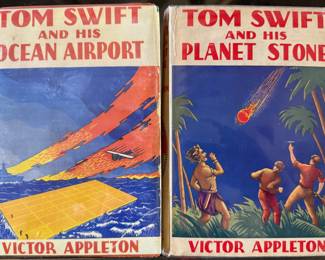 TOM SWIFT
AND HIS
OCEAN AIRPORT
VICTOR APPLETON
TOM SWIFT
AND HIS
PLANET STONE
VICTOR APPLETON